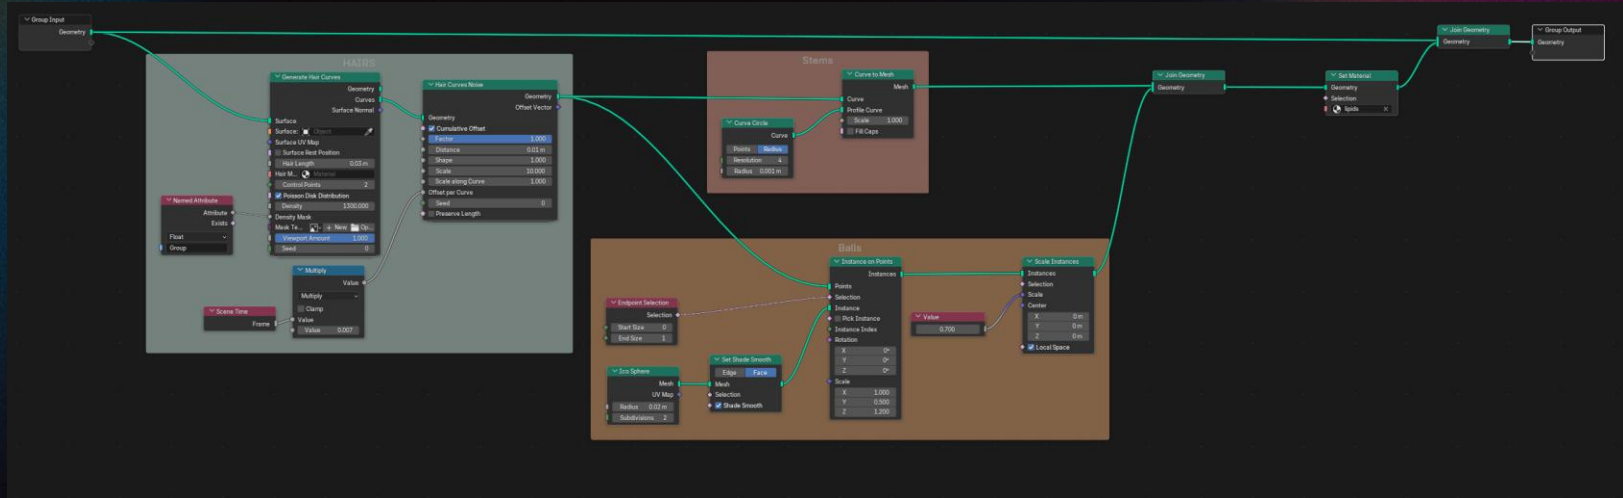 Group Input
Geometry
HAIRS
Generate Hair Curves
Geometry
Curves
Surface Normal
Surface
Surface: Object
Surface UV Map
Surface Rest Position
Hair Length 0.03 m
Hair M... Material
Control Points 2
Poisson Disk Distribution
Density 1300.000
Density Mask
Mask Te... New Op...
Viewport Amount 1.000
Seed 0
Named Attribute
Attribute
Exists
Float
Group
Multiply
Value
Multiply
Clamp
Value
Value 0.007
Scene Time
Frame
Hair Curves Noise
Geometry
Offset Vector
Geometry
Cumulative Offset
Factor 1.000
Distance 0.01 m
Shape 1.000
Scale 10.000
Scale along Curve 1.000
Offset per Curve
Seed 0
Preserve Length
Stems
Curve Circle
Curve
Points Radius
Resolution 4
Radius 0.001 m
Curve to Mesh
Mesh
Curve
Profile Curve
Scale 1.000
Fill Caps
Balls
Endpoint Selection
Selection
Start Size 0
End Size 1
Ico Sphere
Mesh
UV Map
Radius 0.02 m
Subdivisions 2
Set Shade Smooth
Edge Face
Mesh
Selection
Shade Smooth
Instance on Points
Instances
Points
Selection
Instance
Pick Instance
Instance Index
Rotation
X 0°
Y 0°
Z 0°
Scale
X 1.000
Y 0.900
Z 1.200
Value
0.700
Scale Instances
Instances
Selection
Scale
Center
X 0 m
Y 0 m
Z 0 m
Local Space
Join Geometry
Geometry
Set Material
Geometry
Selection
lipids
Join Geometry
Geometry
Group Output
Geometry